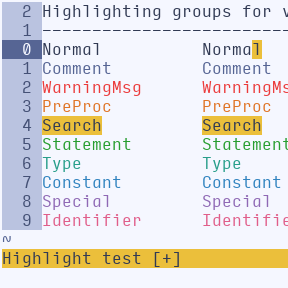 2 Highlighting groups for
1 ----------------------------
0 Normal Normal
1 Comment Comment
2 WarningMsg WarningMs
3 PreProc PreProc
4 Search Search
5 Statement Statement
6 Type Type
7 Constant Constant
8 Special Special
9 Identifier Identifie
~
Highlight test [+]